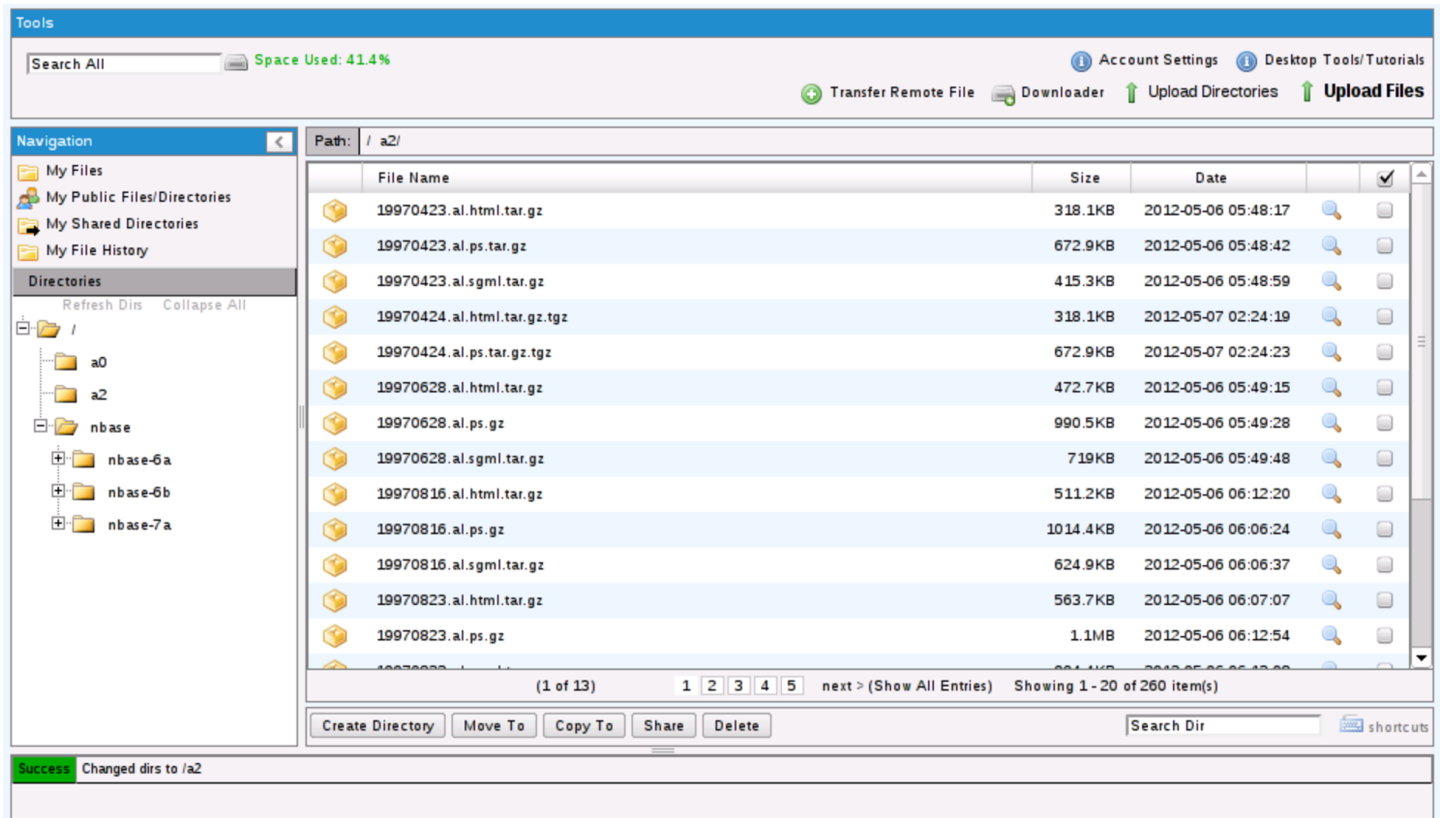 Tools
Search All Space Used: 41.4% Account Settings Desktop Tools/Tutorials
Transfer Remote File Downloader Upload Directories Upload Files
Navigation <
My Files
My Public Files/Directories
My Shared Directories
My File History
Directories
Refresh Dirs Collapse All
/
a0
a2
nbase
nbase-6a
nbase-6b
nbase-7a
Path: / a2/
File Name Size Date
19970423.al.html.tar.gz 318.1KB 2012-05-06 05:48:17
19970423.al.ps.tar.gz 672.9KB 2012-05-06 05:48:42
19970423.al.sgml.tar.gz 415.3KB 2012-05-06 05:48:59
19970424.al.html.tar.gz.tgz 318.1KB 2012-05-07 02:24:19
19970424.al.ps.tar.gz.tgz 672.9KB 2012-05-07 02:24:23
19970628.al.html.tar.gz 472.7KB 2012-05-06 05:49:15
19970628.al.ps.gz 990.5KB 2012-05-06 05:49:28
19970628.al.sgml.tar.gz 719KB 2012-05-06 05:49:48
19970816.al.html.tar.gz 511.2KB 2012-05-06 06:12:20
19970816.al.ps.gz 1014.4KB 2012-05-06 06:06:24
19970816.al.sgml.tar.gz 624.9KB 2012-05-06 06:06:37
19970823.al.html.tar.gz 563.7KB 2012-05-06 06:07:07
19970823.al.ps.gz 1.1MB 2012-05-06 06:12:54
(1 of 13) 1 2 3 4 5 next > (Show All Entries) Showing 1 - 20 of 260 item(s)
Create Directory Move To Copy To Share Delete Search Dir shortcuts
Success Changed dirs to /a2